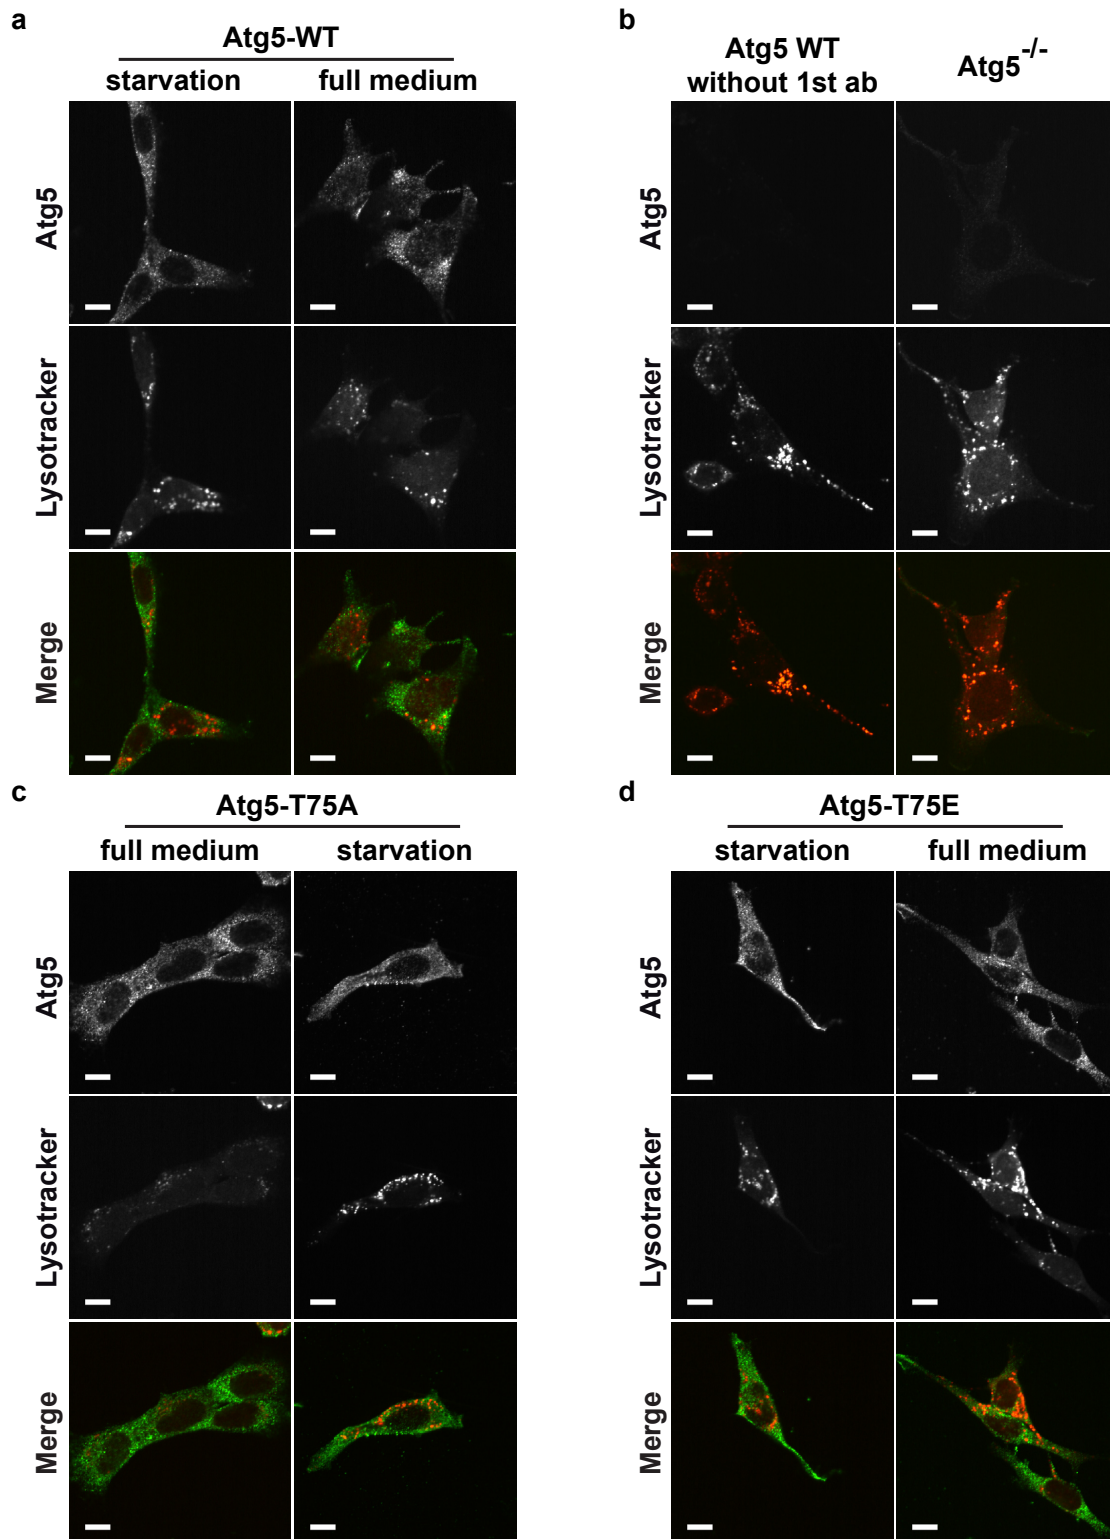 a
Atg5-WT
starvation full medium
Atg5
Lysotracker
Merge
b
Atg5 WT
without 1st ab
Atg5-/-
Atg5
Lysotracker
Merge
c
Atg5-T75A
full medium starvation
Atg5
Lysotracker
Merge
d
Atg5-T75E
starvation full medium
Atg5
Lysotracker
Merge